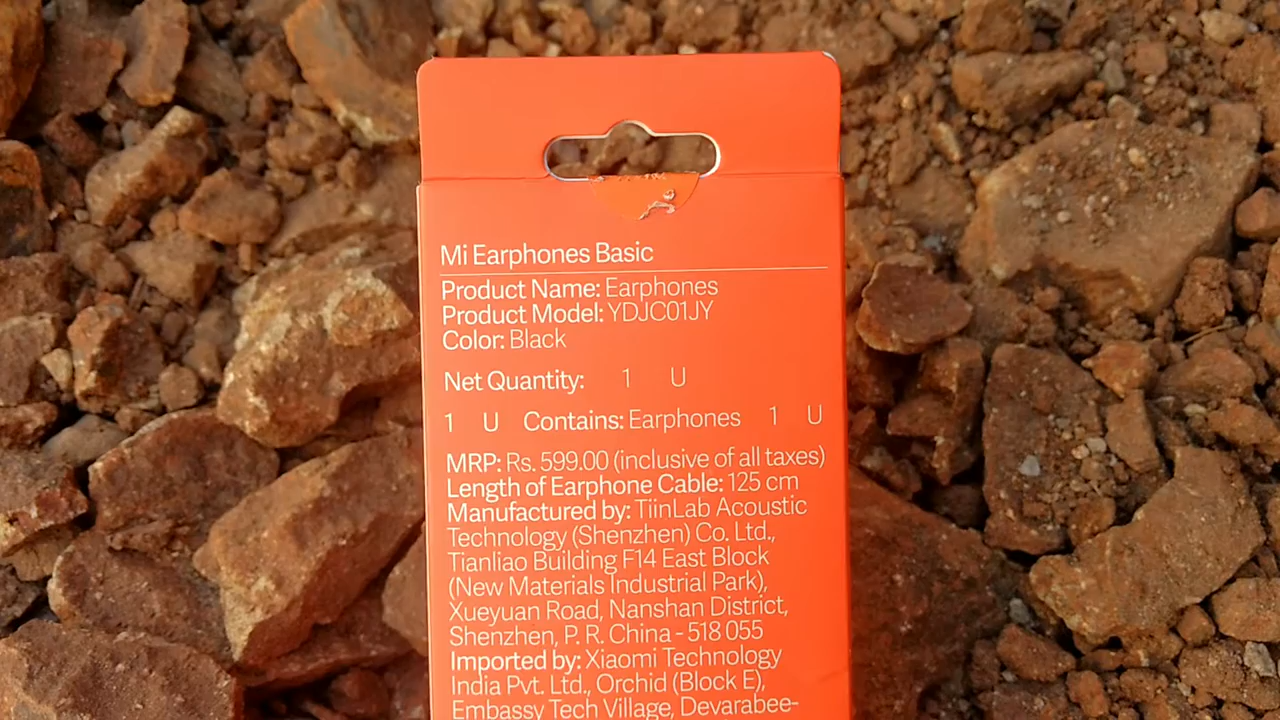 Mi Earphones Basic
Product Name: Earphones
Product Model: YDJC01JY
Color: Black
Net Quantity: 1 U
1 U Contains: Earphones 1 U
MRP: Rs. 599.00 (inclusive of all taxes)
Length of Earphone Cable: 125 cm
Manufactured by: TiinLab Acoustic
Technology (Shenzhen) Co. Ltd.,
Tianliao Building F14 East Block
(New Materials Industrial Park),
Xueyuan Road, Nanshan District,
Shenzhen, P. R. China - 518 055
Imported by: Xiaomi Technology
India Pvt. Ltd., Orchid (Block E),
Embassy Tech Village, Devarabee-